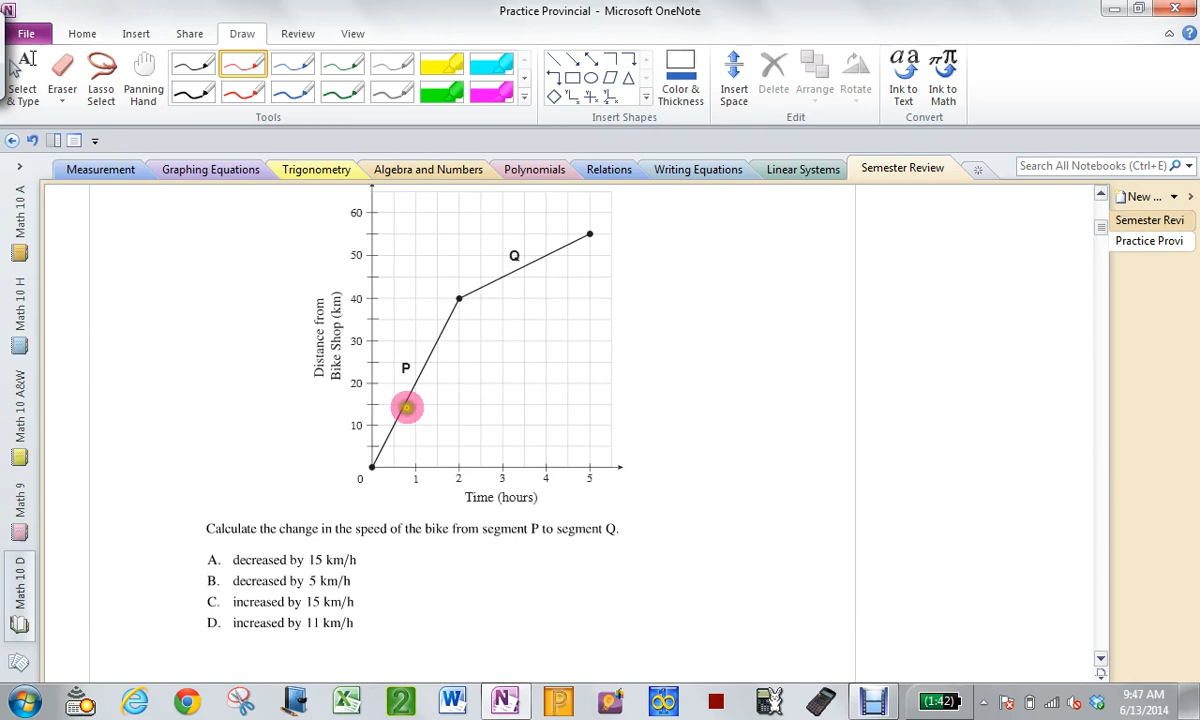 Practice Provincial - Microsoft OneNote
File Home Insert Share Draw Review View
Select & Type
Eraser
Lasso Select
Panning Hand
Color & Thickness
Insert Space
Delete
Arrange
Rotate
Ink to Text
Ink to Math
Tools
Insert Shapes
Edit
Convert
Measurement Graphing Equations Trigonometry Algebra and Numbers Polynomials Relations Writing Equations Linear Systems Semester Review
Search All Notebooks (Ctrl+E)
New ...
Semester Revi
Practice Provi
Math 10 A
Math 10 H
Math 10 A&W
Math 9
Math 10 D
60
50
40
30
20
10
0
Distance from
Bike Shop (km)
P
Q
1 2 3 4 5
Time (hours)
Calculate the change in the speed of the bike from segment P to segment Q.
A. decreased by 15 km/h
B. decreased by 5 km/h
C. increased by 15 km/h
D. increased by 11 km/h
(1:42)
9:47 AM
6/13/2014